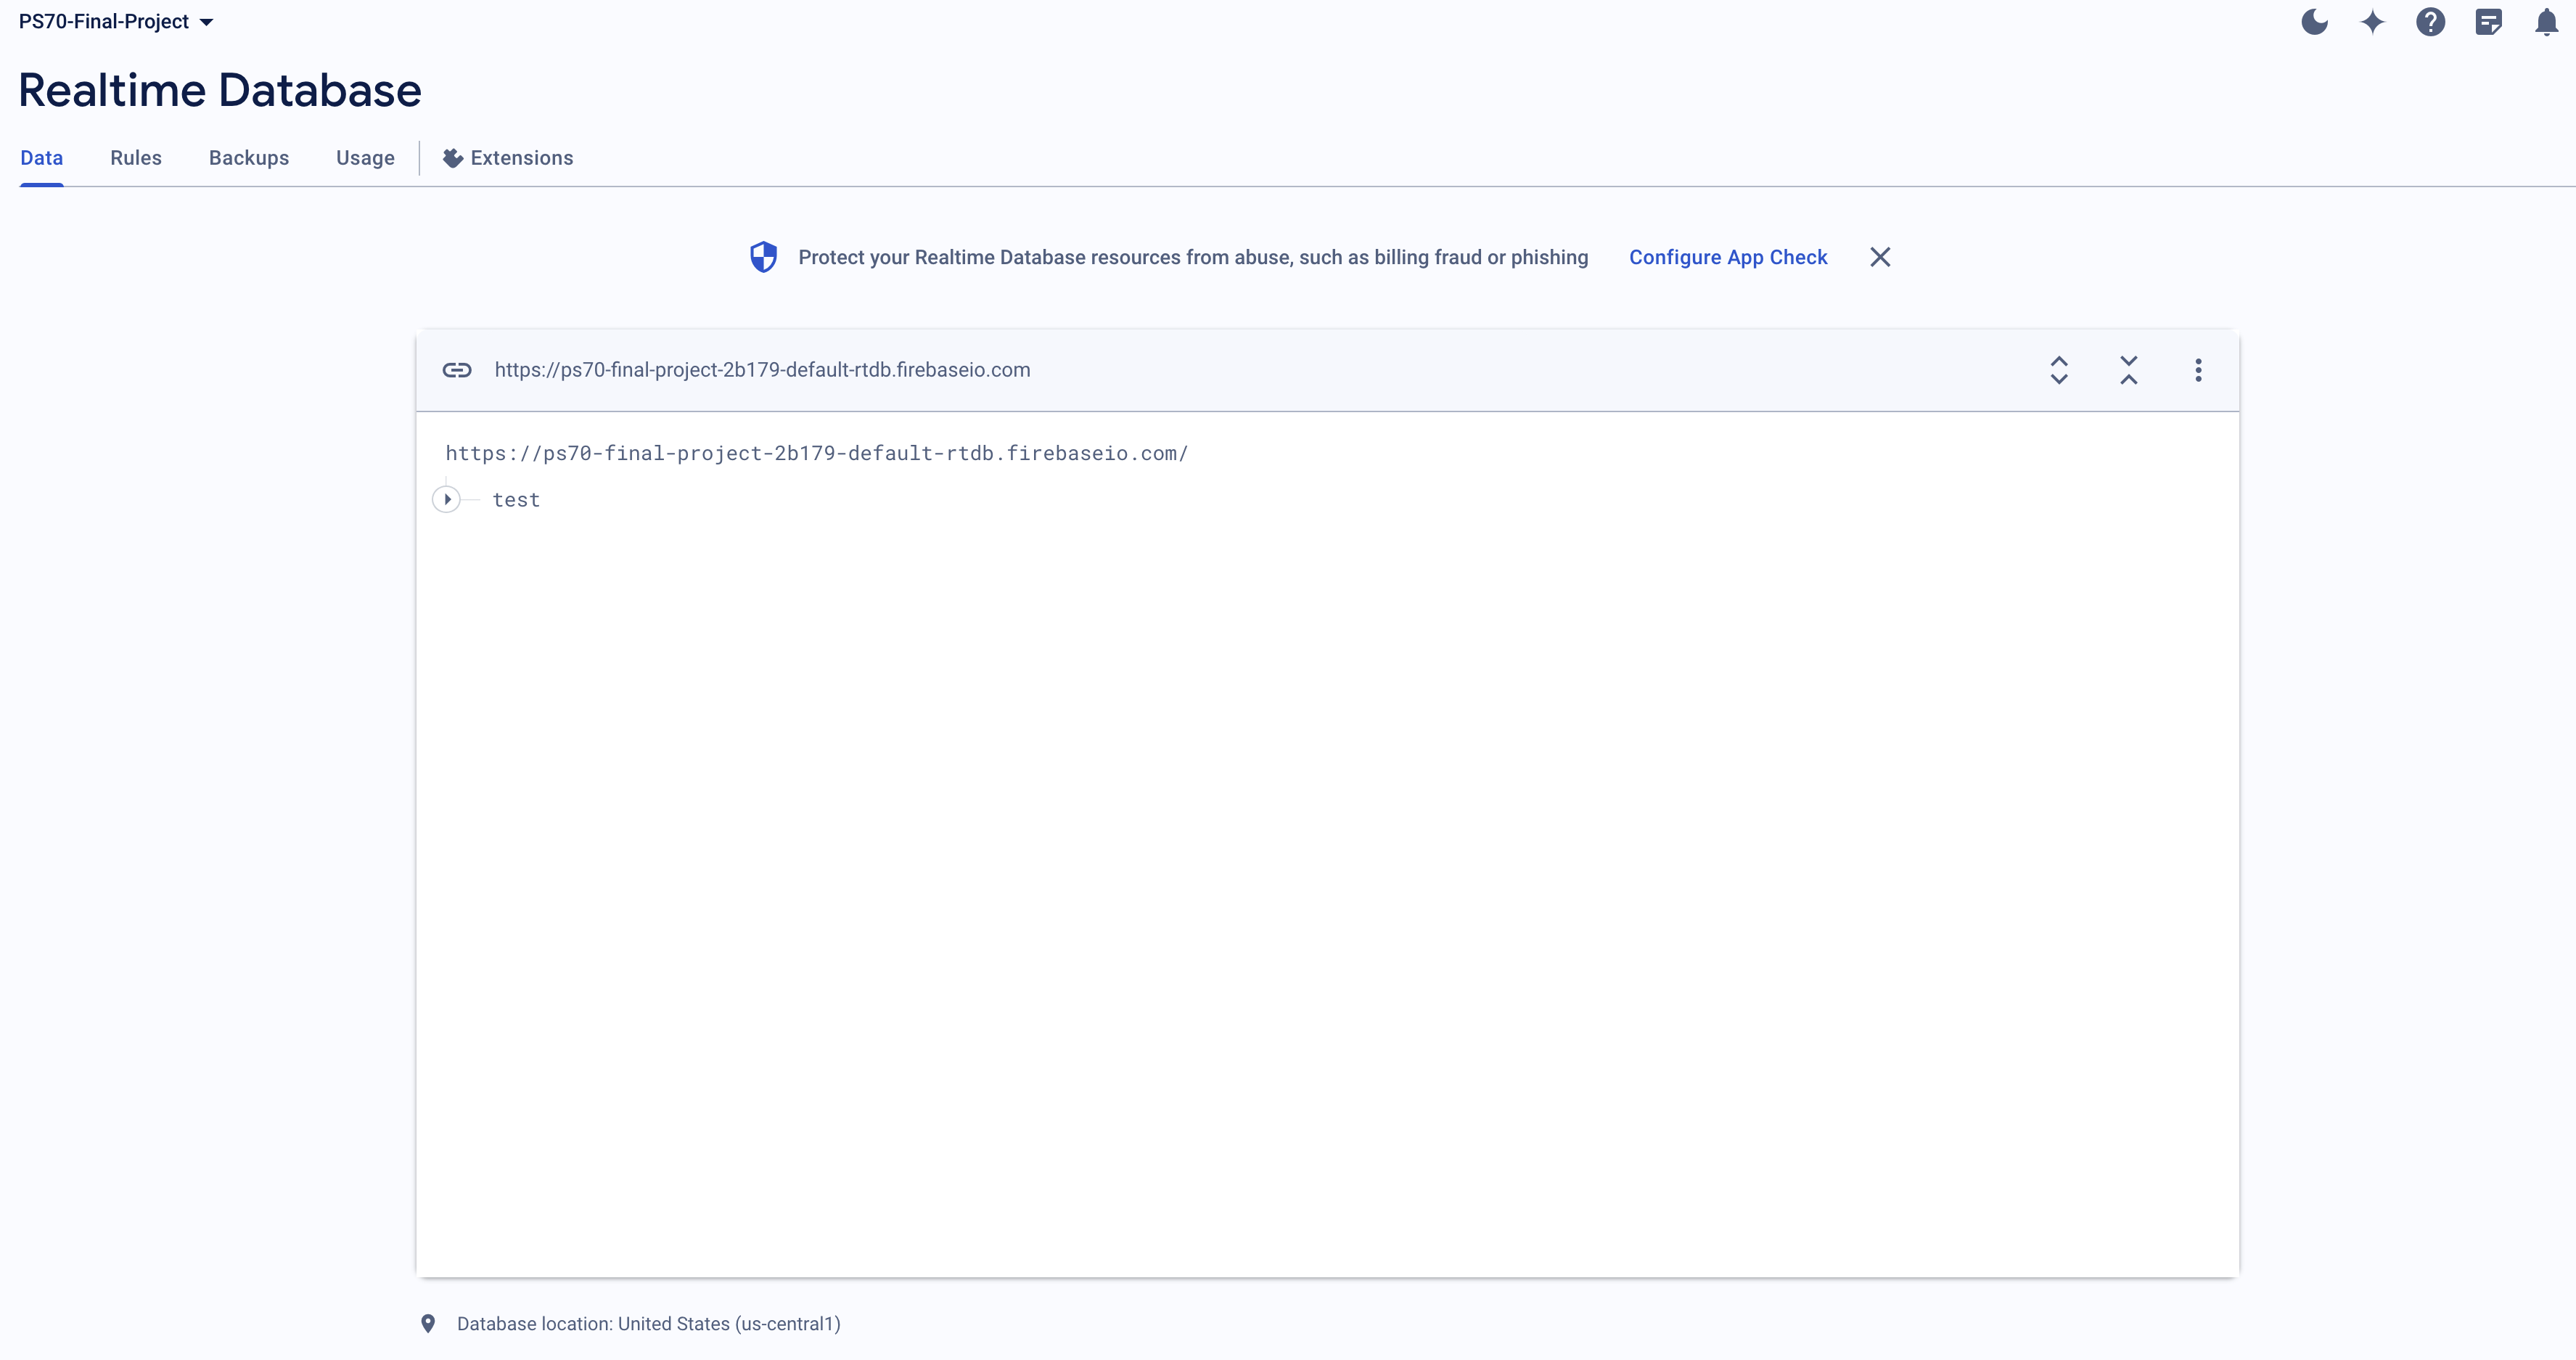 PS70-Final-Project
Realtime Database
Data Rules Backups Usage Extensions
Protect your Realtime Database resources from abuse, such as billing fraud or phishing Configure App Check
https://ps70-final-project-2b179-default-rtdb.firebaseio.com
https://ps70-final-project-2b179-default-rtdb.firebaseio.com/
test
Database location: United States (us-central1)